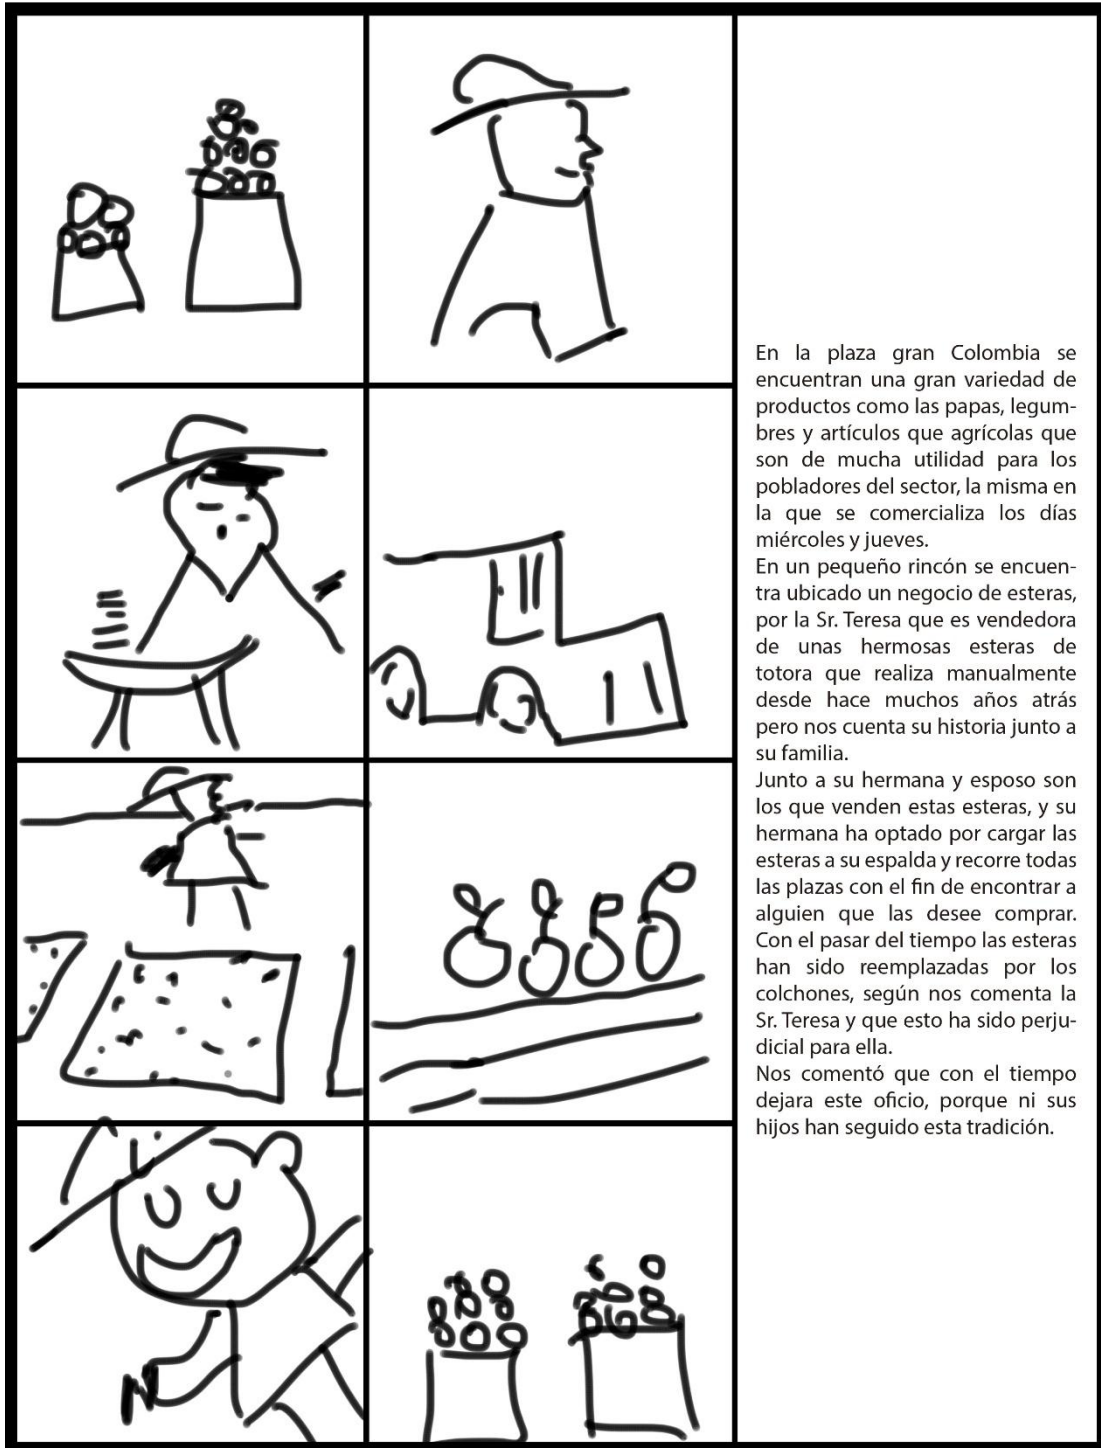 En la plaza gran Colombia se
encuentran una gran variedad de
productos como las papas, legum-
bres y artículos que agrícolas que
son de mucha utilidad para los
pobladores del sector, la misma en
la que se comercializa los días
miércoles y jueves.
En un pequeño rincón se encuen-
tra ubicado un negocio de esteras,
por la Sr. Teresa que es vendedora
de unas hermosas esteras de
totora que realiza manualmente
desde hace muchos años atrás
pero nos cuenta su historia junto a
su familia.
Junto a su hermana y esposo son
los que venden estas esteras, y su
hermana ha optado por cargar las
esteras a su espalda y recorre todas
las plazas con el fin de encontrar a
alguien que las desee comprar.
Con el pasar del tiempo las esteras
han sido reemplazadas por los
colchones, según nos comenta la
Sr. Teresa y que esto ha sido perju-
dicial para ella.
Nos comentó que con el tiempo
dejara este oficio, porque ni sus
hijos han seguido esta tradición.